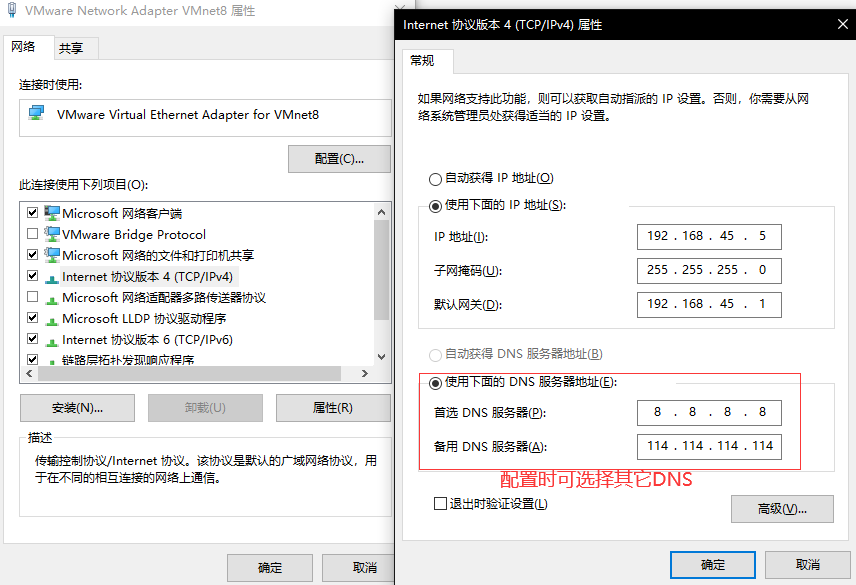 VMware Network Adapter VMnet8 属性
网络
共享
连接时使用:
VMware Virtual Ethernet Adapter for VMnet8
配置(C)...
此连接使用下列项目(O):
Microsoft 网络客户端
VMware Bridge Protocol
Microsoft 网络的文件和打印机共享
Internet 协议版本 4 (TCP/IPv4)
Microsoft 网络适配器多路传送器协议
Microsoft LLDP 协议驱动程序
Internet 协议版本 6 (TCP/IPv6)
链路层拓扑发现响应程序
安装(N)...
卸载(U)
属性(R)
描述
传输控制协议/Internet 协议。该协议是默认的广域网络协议，用
于在不同的相互连接的网络上通信。
确定
取消
Internet 协议版本 4 (TCP/IPv4) 属性
常规
如果网络支持此功能，则可以获取自动指派的 IP 设置。否则，你需要从网
络系统管理员处获得适当的 IP 设置。
自动获得 IP 地址(O)
使用下面的 IP 地址(S):
IP 地址(I):
192 . 168 . 45 . 5
子网掩码(U):
255 . 255 . 255 . 0
默认网关(D):
192 . 168 . 45 . 1
自动获得 DNS 服务器地址(B)
使用下面的 DNS 服务器地址(E):
首选 DNS 服务器(P):
8 . 8 . 8 . 8
备用 DNS 服务器(A):
114 . 114 . 114 . 114
配置时可选择其它DNS
退出时验证设置(L)
高级(V)...
确定
取消